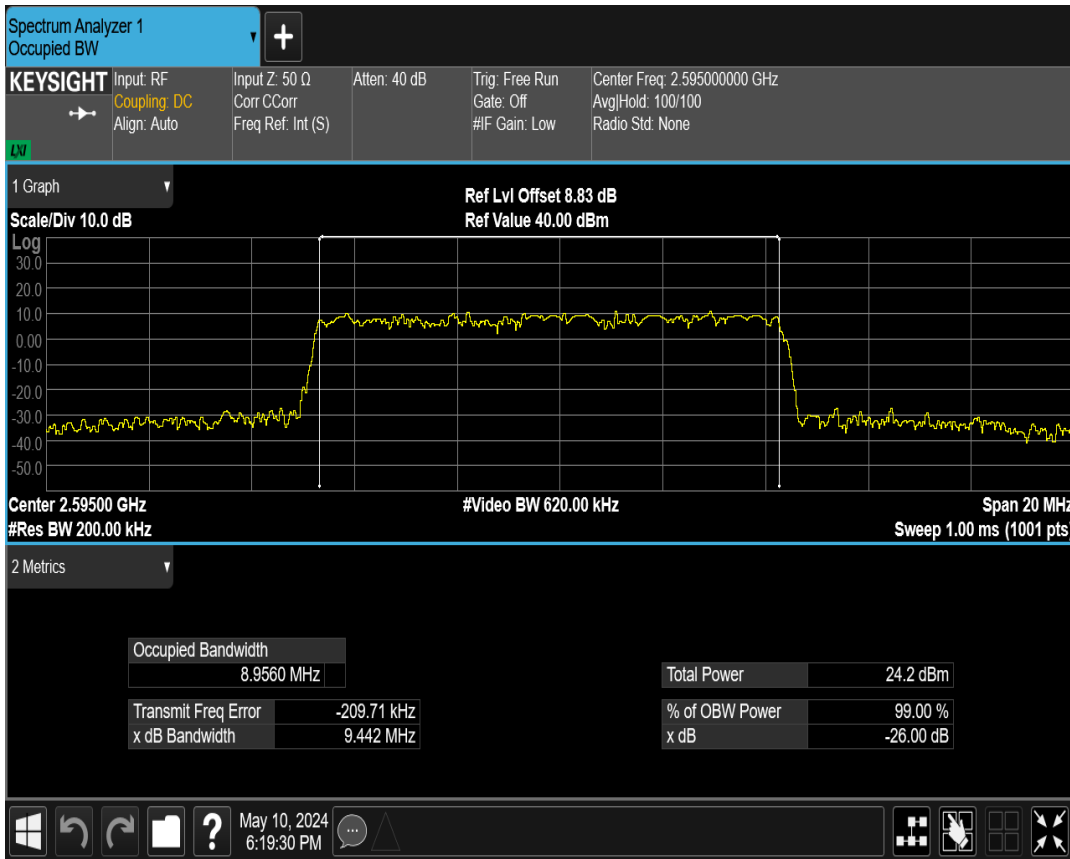 Spectrum Analyzer 1
Occupied BW
+
KEYSIGHT
LXI
Input: RF
Coupling: DC
Align: Auto
Input Z: 50 Ω
Corr CCorr
Freq Ref: Int (S)
Atten: 40 dB
Trig: Free Run
Gate: Off
#IF Gain: Low
Center Freq: 2.595000000 GHz
Avg|Hold: 100/100
Radio Std: None
1 Graph
Scale/Div 10.0 dB
Ref Lvl Offset 8.83 dB
Ref Value 40.00 dBm
Log
30.0
20.0
10.0
0.00
-10.0
-20.0
-30.0
-40.0
-50.0
Center 2.59500 GHz
#Video BW 620.00 kHz
Span 20 MHz
#Res BW 200.00 kHz
Sweep 1.00 ms (1001 pts)
2 Metrics
Occupied Bandwidth
8.9560 MHz
Total Power 24.2 dBm
Transmit Freq Error -209.71 kHz
% of OBW Power 99.00 %
x dB Bandwidth 9.442 MHz
x dB -26.00 dB
?
May 10, 2024
6:19:30 PM